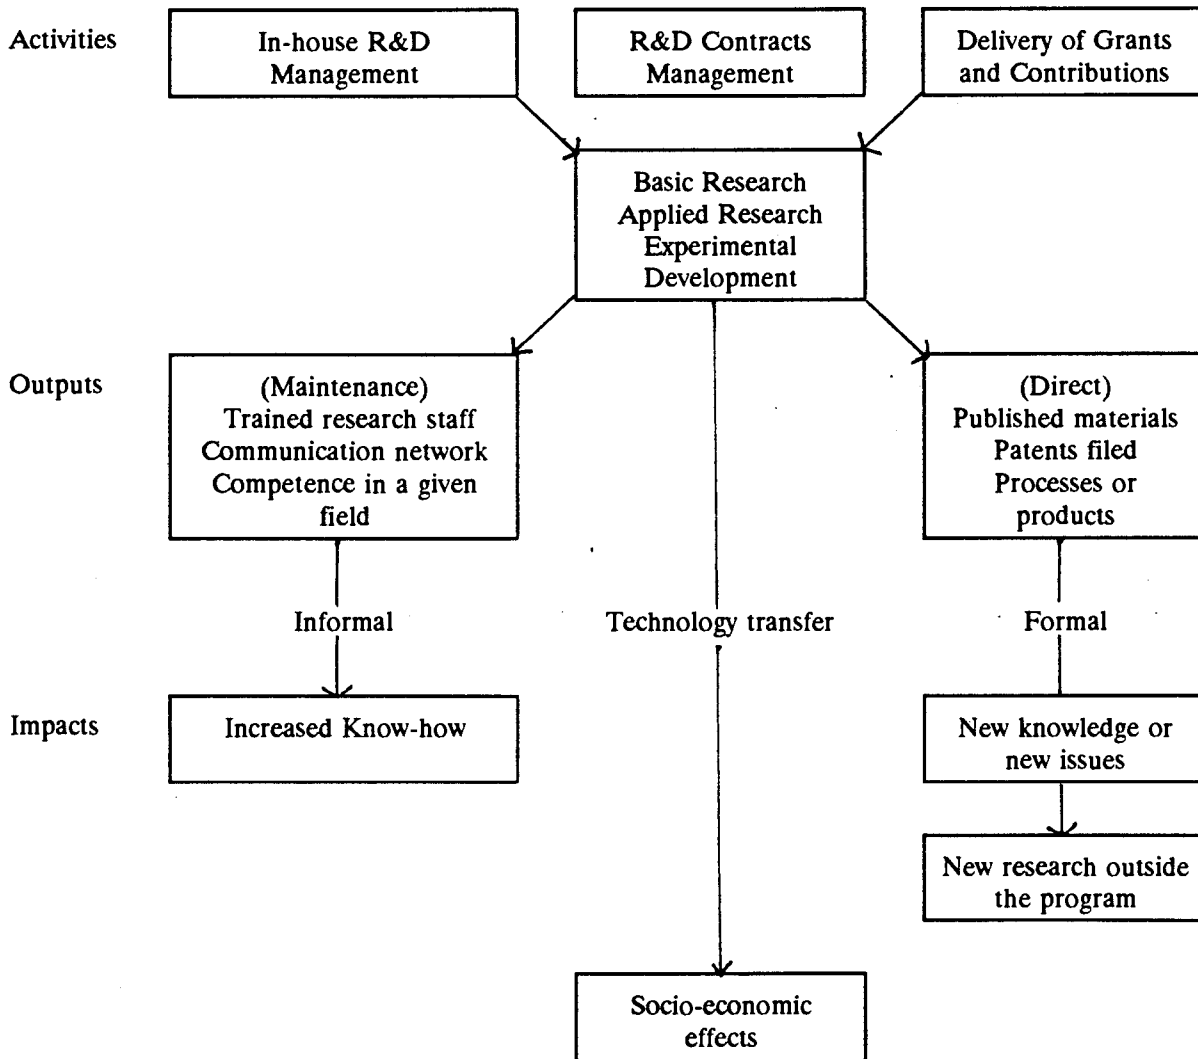 Activities
In-house R&D
Management
R&D Contracts
Management
Delivery of Grants
and Contributions
Basic Research
Applied Research
Experimental
Development
Outputs
(Maintenance)
Trained research staff
Communication network
Competence in a given
field
(Direct)
Published materials
Patents filed
Processes or
products
Informal
Technology transfer
Formal
Impacts
Increased Know-how
New knowledge or
new issues
New research outside
the program
Socio-economic
effects